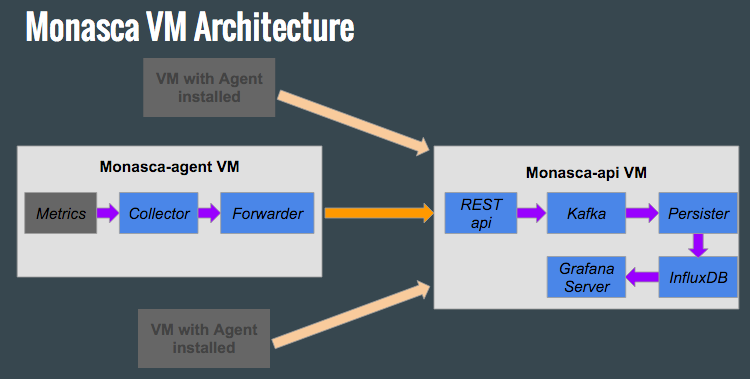 Monasca VM Architecture
VM with Agent
installed
Monasca-agent VM
Metrics
Collector
Forwarder
Monasca-api VM
REST
api
Kafka
Persister
Grafana
Server
InfluxDB
VM with Agent
installed